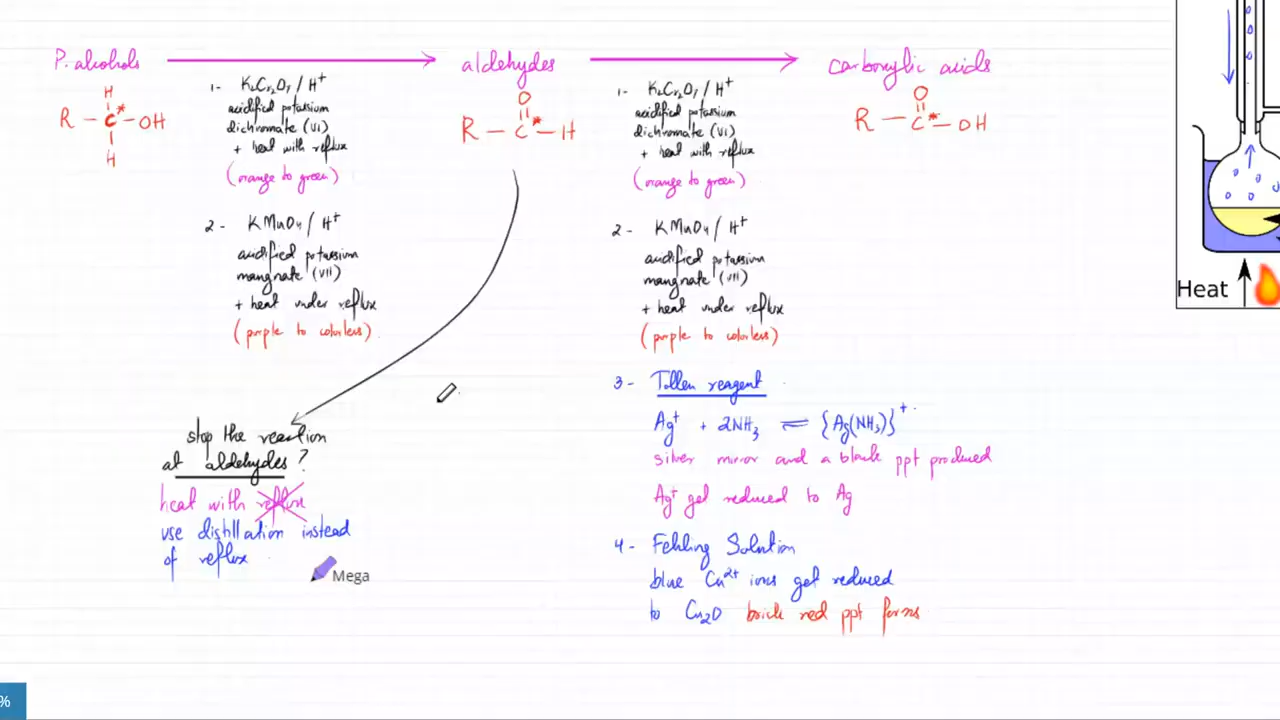 P. alcohols
aldehydes
carboxylic acids
H
R - C* - OH
H
1- K₂Cr₂O₇ / H⁺
acidified potassium
dichromate (VI)
+ heat with reflux
(orange to green)
2- KMnO₄ / H⁺
acidified potassium
mangnate (VII)
+ heat under reflux
(purple to colorless)
O
R - C* - H
1- K₂Cr₂O₇ / H⁺
acidified potassium
dichromate (VI)
+ heat with reflux
(orange to green)
2- KMnO₄ / H⁺
acidified potassium
mangnate (VII)
+ heat under reflux
(purple to colorless)
3- Tollen reagent
Ag⁺ + 2NH₃ ⇌ {Ag(NH₃)}⁺
silver mirror and a black ppt produced
Ag⁺ get reduced to Ag
4- Fehling Solution
blue Cu²⁺ ions get reduced
to Cu₂O brick red ppt forms
O
R - C* - OH
stop the reaction
at aldehydes?
heat with reflux
use distillation instead
of reflux
Mega
Heat
%